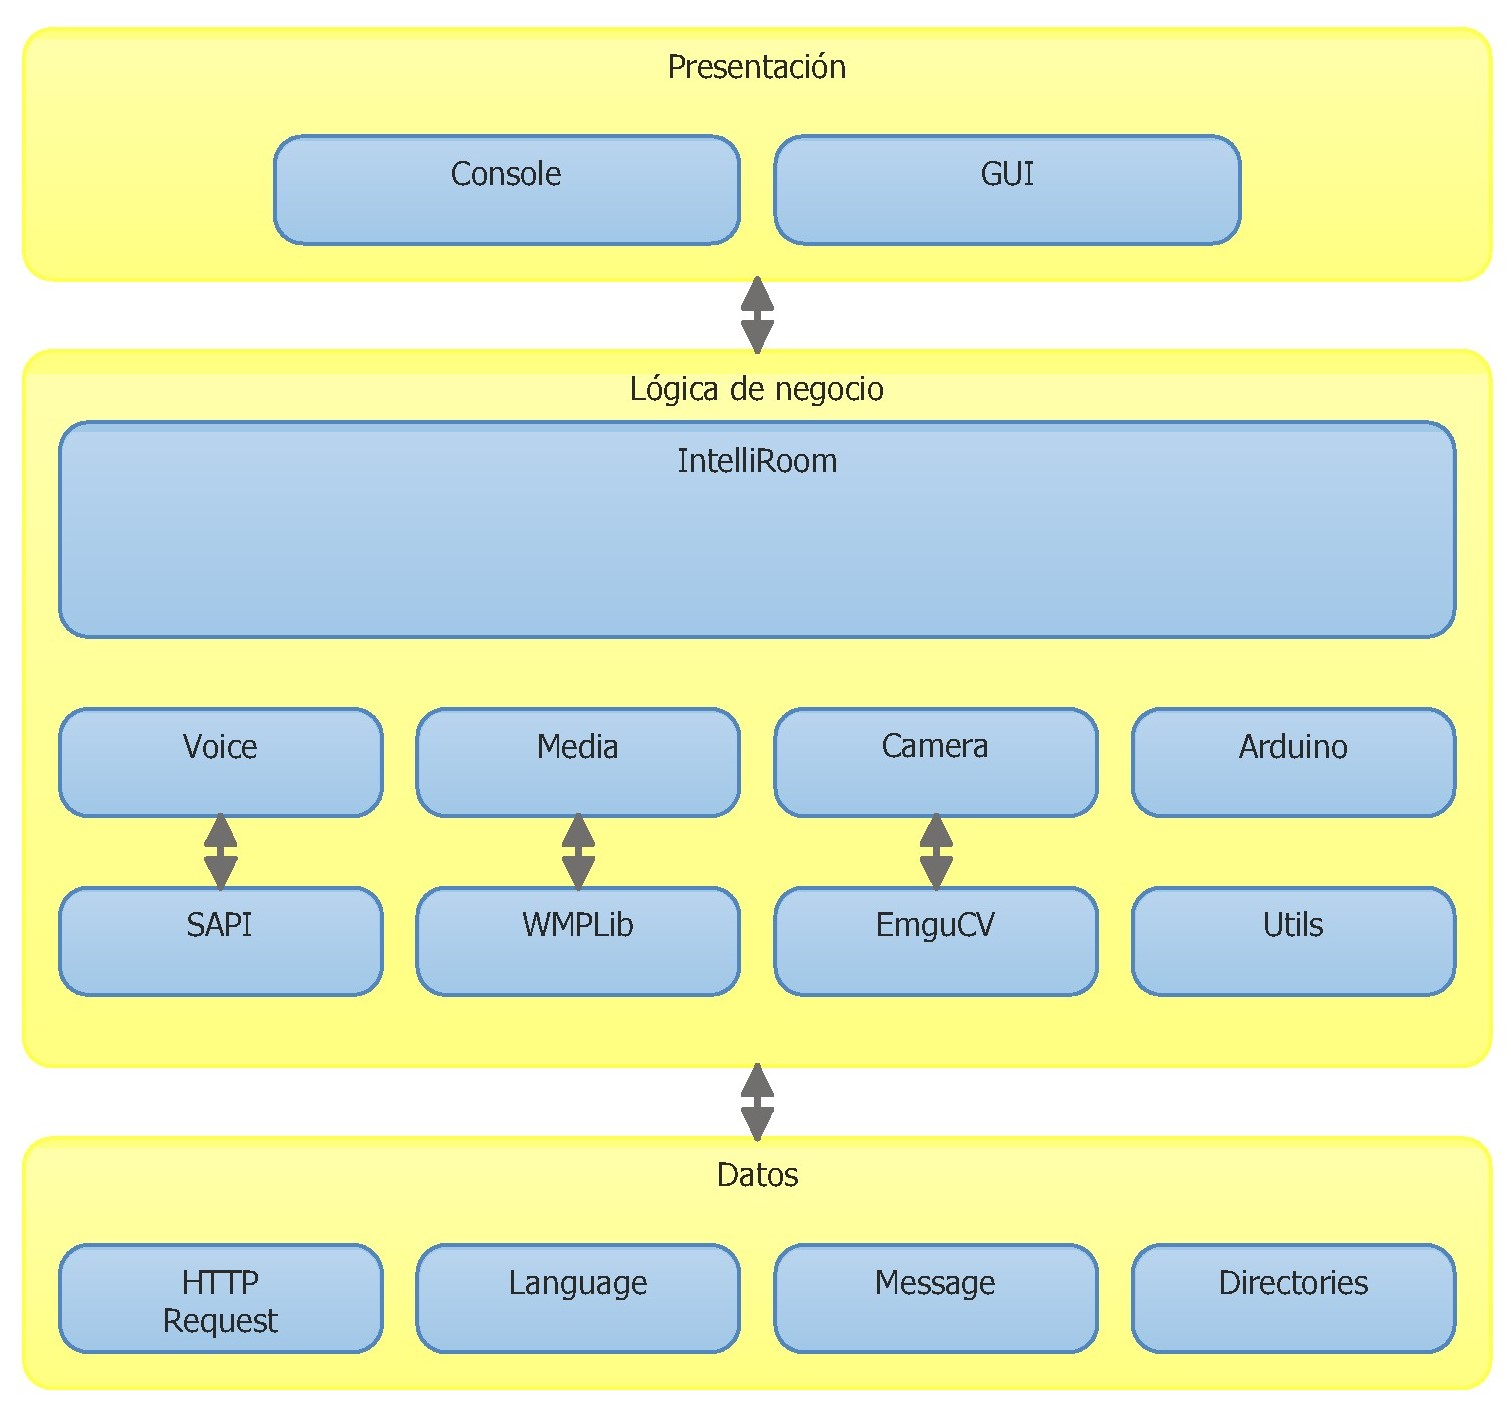 Presentación
Console
GUI
Lógica de negocio
IntelliRoom
Voice
Media
Camera
Arduino
SAPI
WMPLib
EmguCV
Utils
Datos
HTTP
Request
Language
Message
Directories